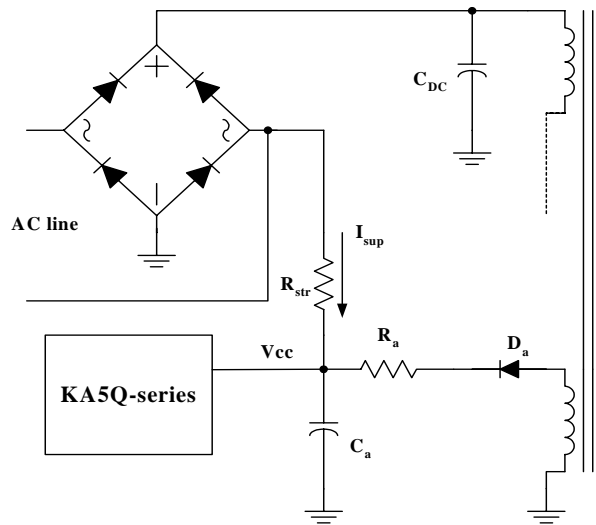 C_DC
AC line
I_sup
R_str
R_a
D_a
Vcc
KA5Q-series
C_a